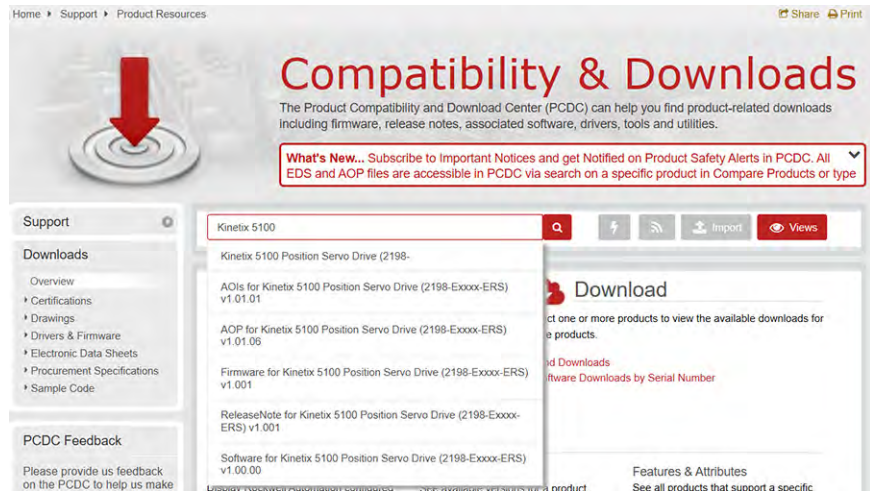 Home ▸ Support ▸ Product Resources
Share Print
Compatibility & Downloads
The Product Compatibility and Download Center (PCDC) can help you find product-related downloads
including firmware, release notes, associated software, drivers, tools and utilities.
What's New... Subscribe to Important Notices and get Notified on Product Safety Alerts in PCDC. All
EDS and AOP files are accessible in PCDC via search on a specific product in Compare Products or type
Support
Downloads
Overview
Certifications
Drawings
Drivers & Firmware
Electronic Data Sheets
Procurement Specifications
Sample Code
PCDC Feedback
Please provide us feedback
on the PCDC to help us make
Kinetix 5100
Import Views
Kinetix 5100 Position Servo Drive (2198-
AOIs for Kinetix 5100 Position Servo Drive (2198-Exxxx-ERS)
v1.01.01
AOP for Kinetix 5100 Position Servo Drive (2198-Exxxx-ERS)
v1.01.06
Firmware for Kinetix 5100 Position Servo Drive (2198-Exxxx-ERS)
v1.001
ReleaseNote for Kinetix 5100 Position Servo Drive (2198-Exxxx-
ERS) v1.001
Software for Kinetix 5100 Position Servo Drive (2198-Exxxx-ERS)
v1.00.00
Download
ct one or more products to view the available downloads for
e products.
d Downloads
ftware Downloads by Serial Number
Features & Attributes
Display Rockwell Automation configured
See available versions for a product
See all products that support a specific